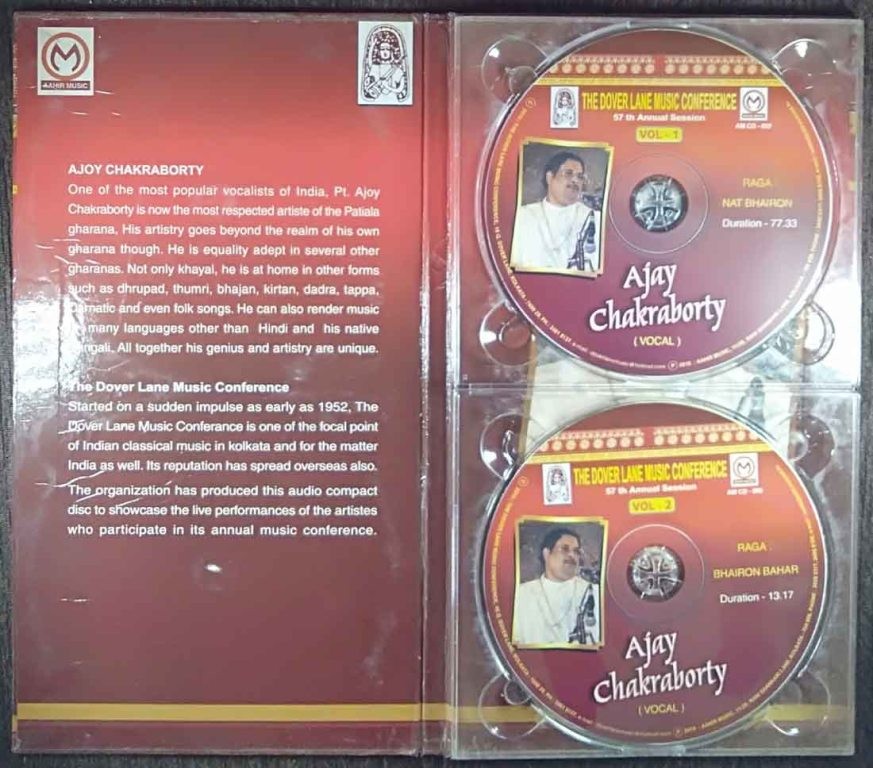 AAHIR MUSIC
AJOY CHAKRABORTY
One of the most popular vocalists of India, Pt. Ajoy
Chakraborty is now the most respected artiste of the Patiala
gharana, His artistry goes beyond the realm of his own
gharana though. He is equality adept in several other
gharanas. Not only khayal, he is at home in other forms
such as dhrupad, thumri, bhajan, kirtan, dadra, tappa,
and even folk songs. He can also render music
many languages other than Hindi and his native
All together his genius and artistry are unique.
The Dover Lane Music Conference
Started on a sudden impulse as early as 1952, The
Dover Lane Music Conferance is one of the focal point
of Indian classical music in kolkata and for the matter
India as well. Its reputation has spread overseas also.
The organization has produced this audio compact
disc to showcase the live performances of the artistes
who participate in its annual music conference.
THE DOVER LANE MUSIC CONFERENCE
57 th Annual Session
VOL - 1
RAGA
NAT BHAIRON
Duration - 77.33
Ajay
Chakraborty
( VOCAL )
THE DOVER LANE MUSIC CONFERENCE
57 th Annual Session
VOL - 2
RAGA
BHAIRON BAHAR
Duration - 13.17
Ajay
Chakraborty
( VOCAL )